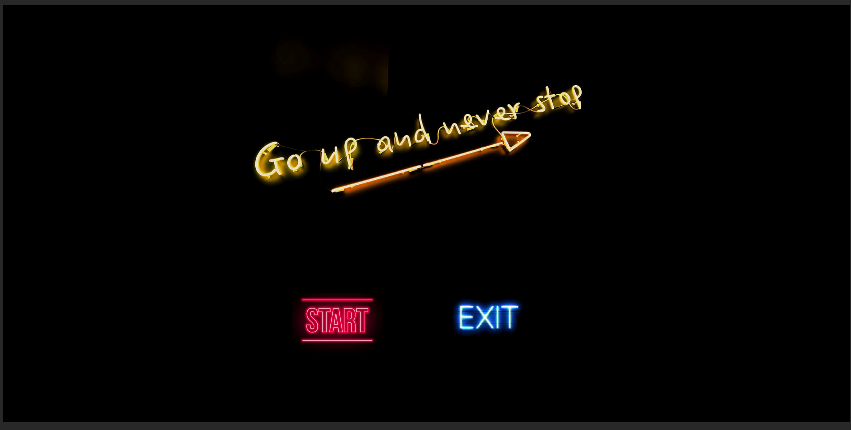 Go up and never stop
START
EXIT